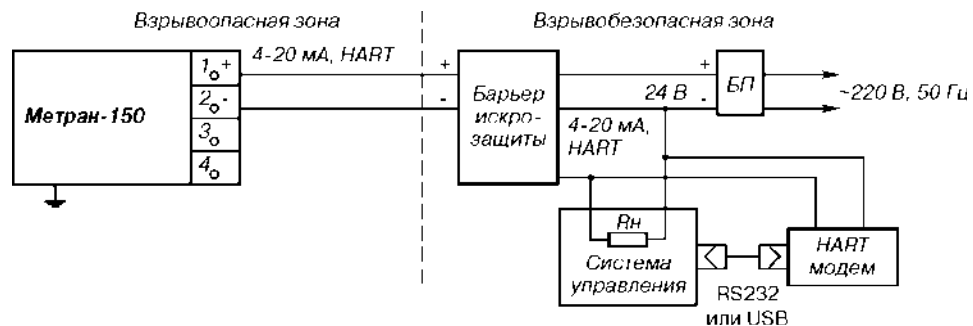 Взрывоопасная зона
Взрывобезопасная зона
4-20 мА, HART
Метран-150
1 +
2 -
3
4
+
-
Барьер
искро-
защиты
+
24 В -
БП
~220 В, 50 Гц
4-20 мА,
HART
Rн
Система
управления
HART
модем
RS232
или USB